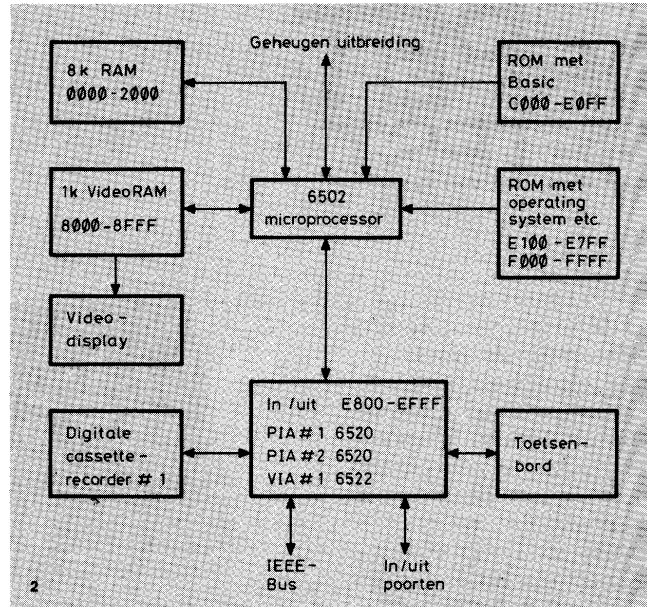 Geheugen uitbreiding
8k RAM
0000-2000
ROM met
Basic
C000-E0FF
1k VideoRAM
8000-8FFF
6502
microprocessor
ROM met
operating
system etc.
E100-E7FF
F000-FFFF
Video-
display
In/uit E800-EFFF
PIA#1 6520
PIA#2 6520
VIA#1 6522
Digitale
cassette-
recorder #1
Toetsen-
bord
IEEE-
Bus
In/uit
poorten
2